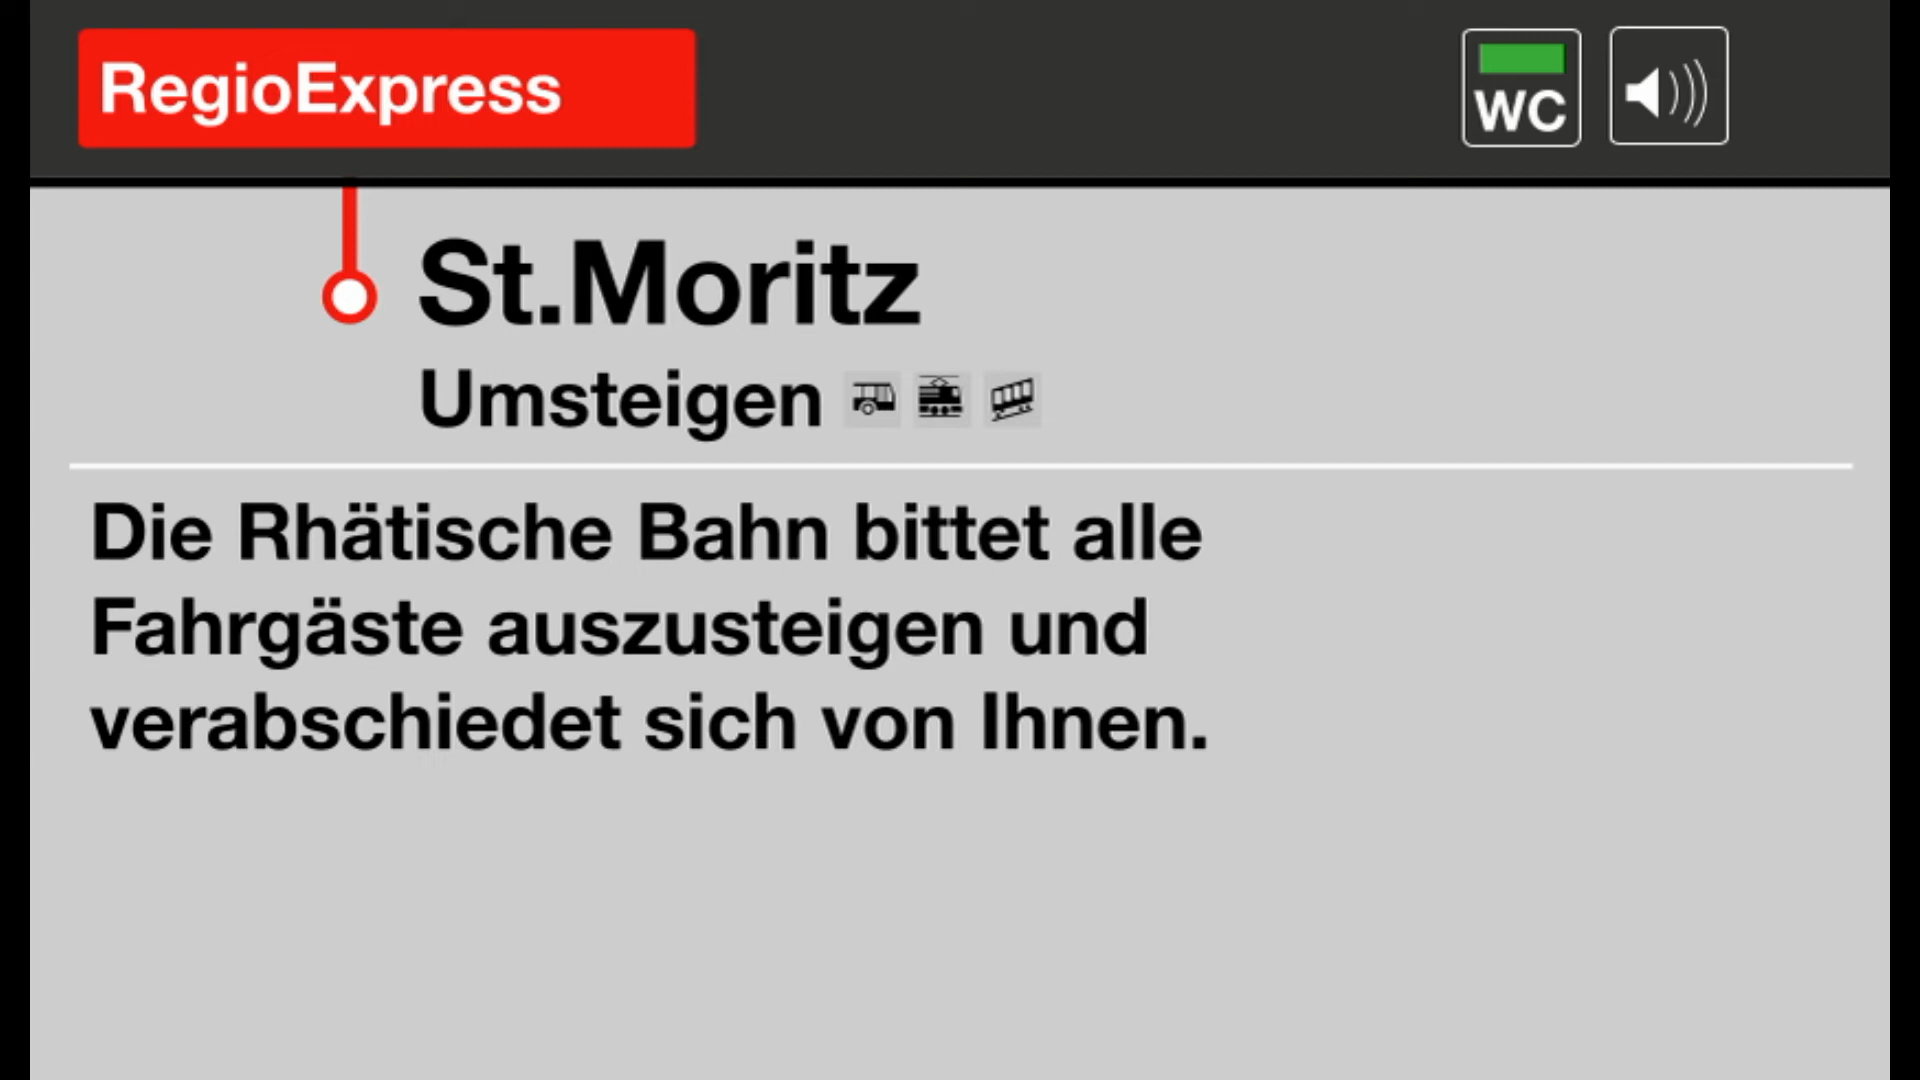 RegioExpress
WC
St.Moritz
Umsteigen
Die Rhätische Bahn bittet alle
Fahrgäste auszusteigen und
verabschiedet sich von Ihnen.